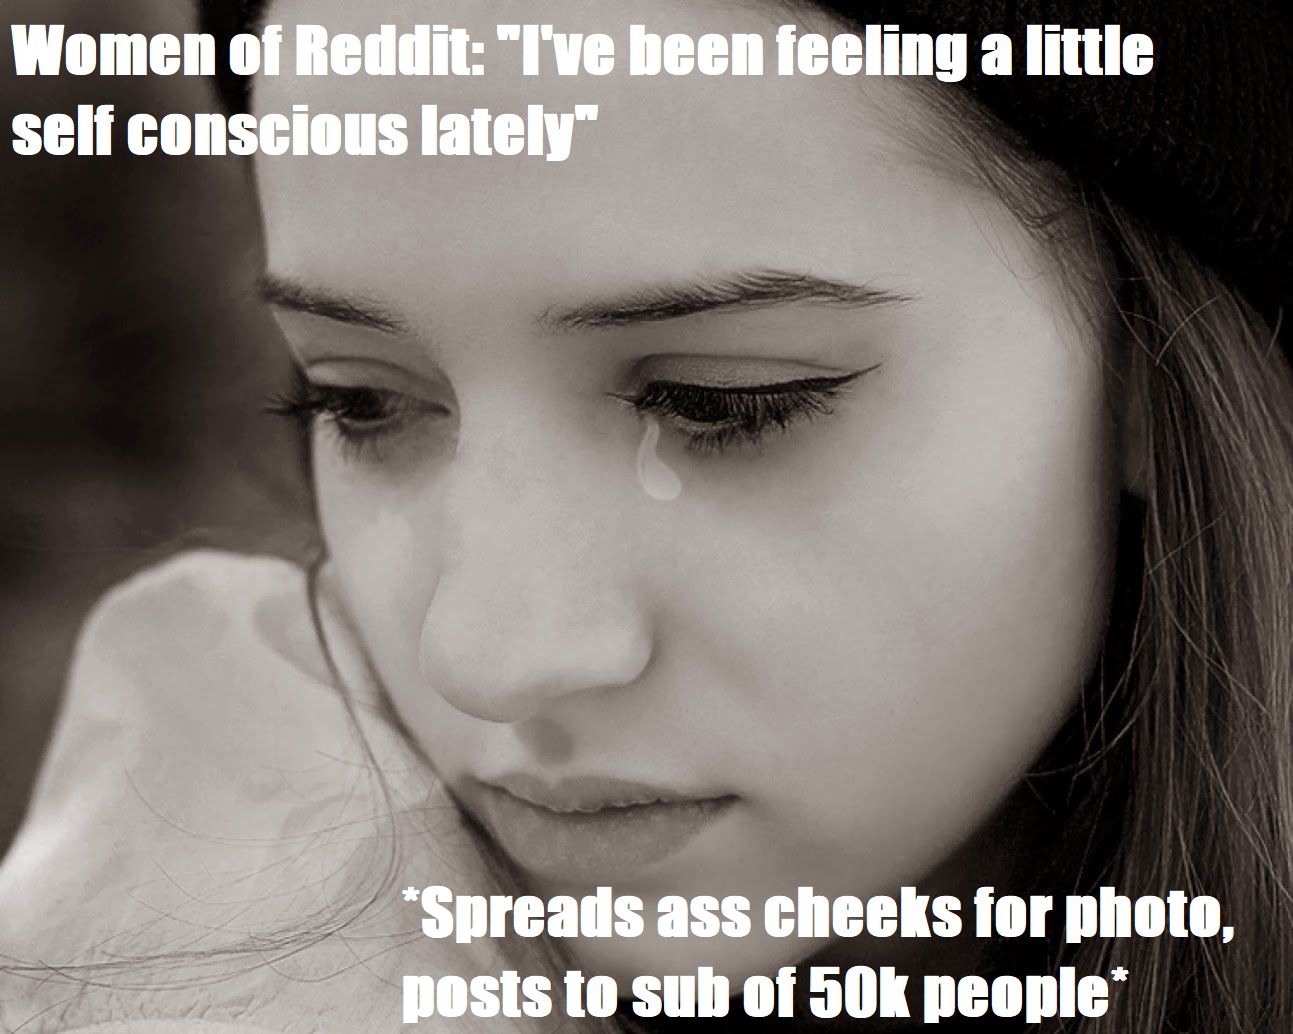 Women of Reddit: "I've been feeling a little
self conscious lately"
*Spreads ass cheeks for photo,
posts to sub of 50k people*